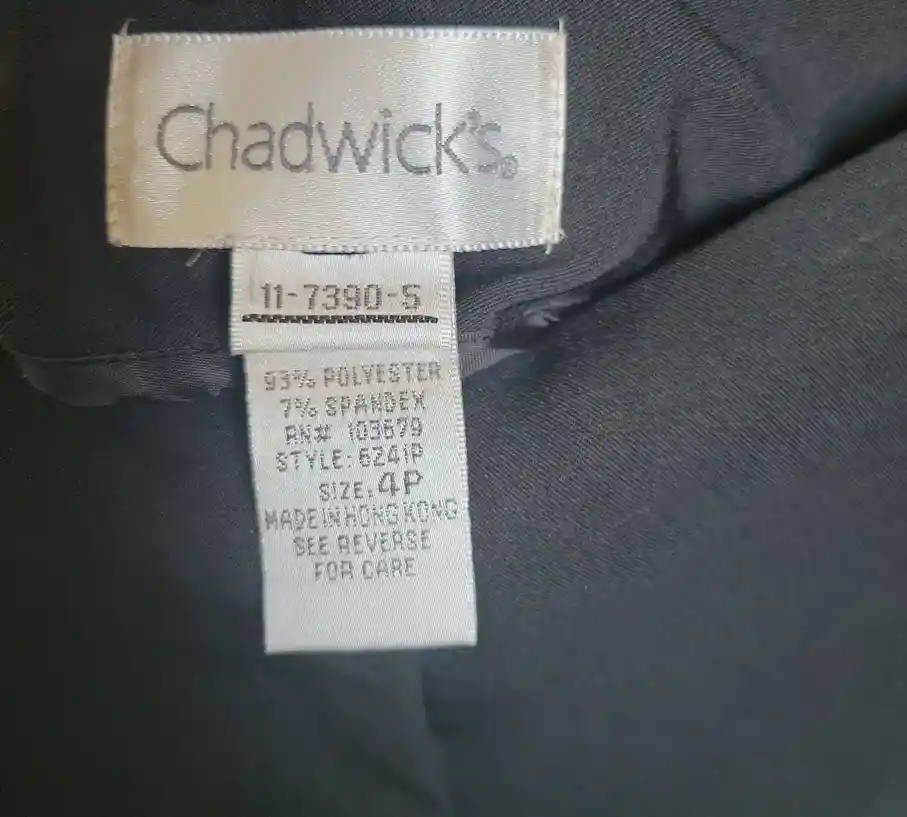 Chadwick's®
11-7390-5
93% POLYESTER
7% SPANDEX
RN# 103679
STYLE: 6241P
SIZE: 4P
MADE IN HONG KONG
SEE REVERSE
FOR CARE